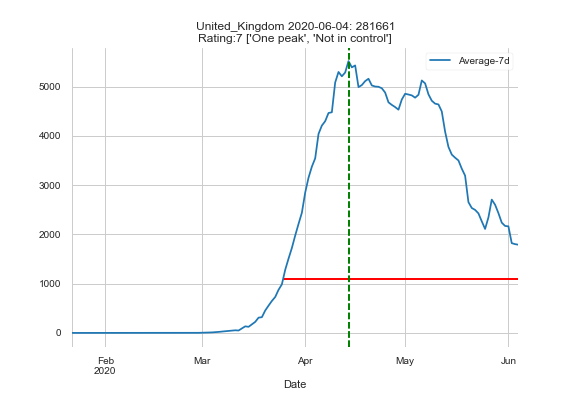 United_Kingdom 2020-06-04: 281661
Rating:7 ['One peak', 'Not in control']
Average-7d
5000
4000
3000
2000
1000
0
Feb
2020
Mar
Apr
May
Jun
Date